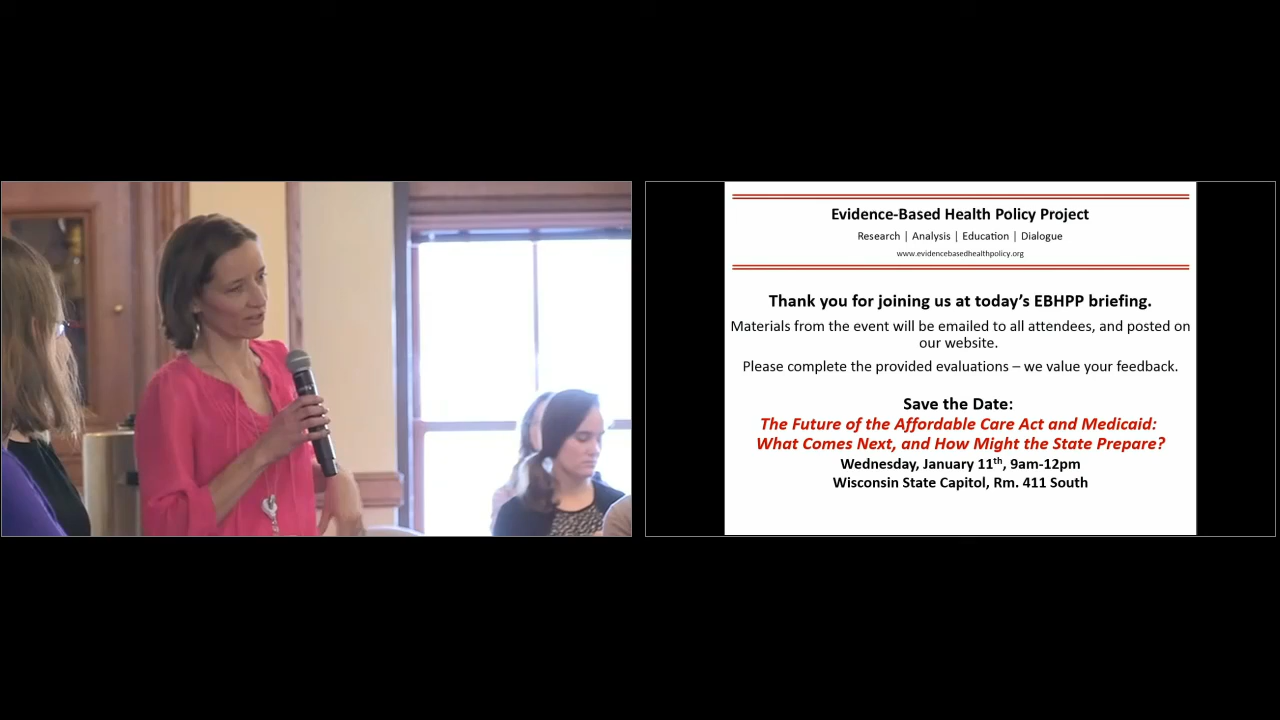 Evidence-Based Health Policy Project
Research | Analysis | Education | Dialogue
www.evidencebasedhealthpolicy.org
Thank you for joining us at today’s EBHPP briefing.
Materials from the event will be emailed to all attendees, and posted on
our website.
Please complete the provided evaluations – we value your feedback.
Save the Date:
The Future of the Affordable Care Act and Medicaid:
What Comes Next, and How Might the State Prepare?
Wednesday, January 11th, 9am-12pm
Wisconsin State Capitol, Rm. 411 South